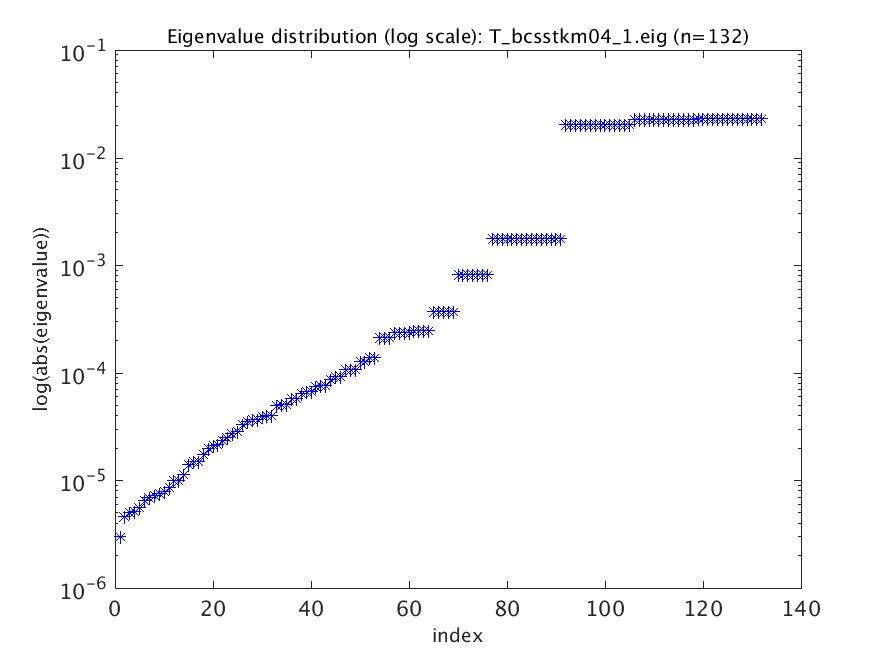 Eigenvalue distribution (log scale): T_bcsstkm04_1.eig (n=132)
10^-1
10^-2
10^-3
10^-4
10^-5
10^-6
log(abs(eigenvalue))
0 20 40 60 80 100 120 140
index